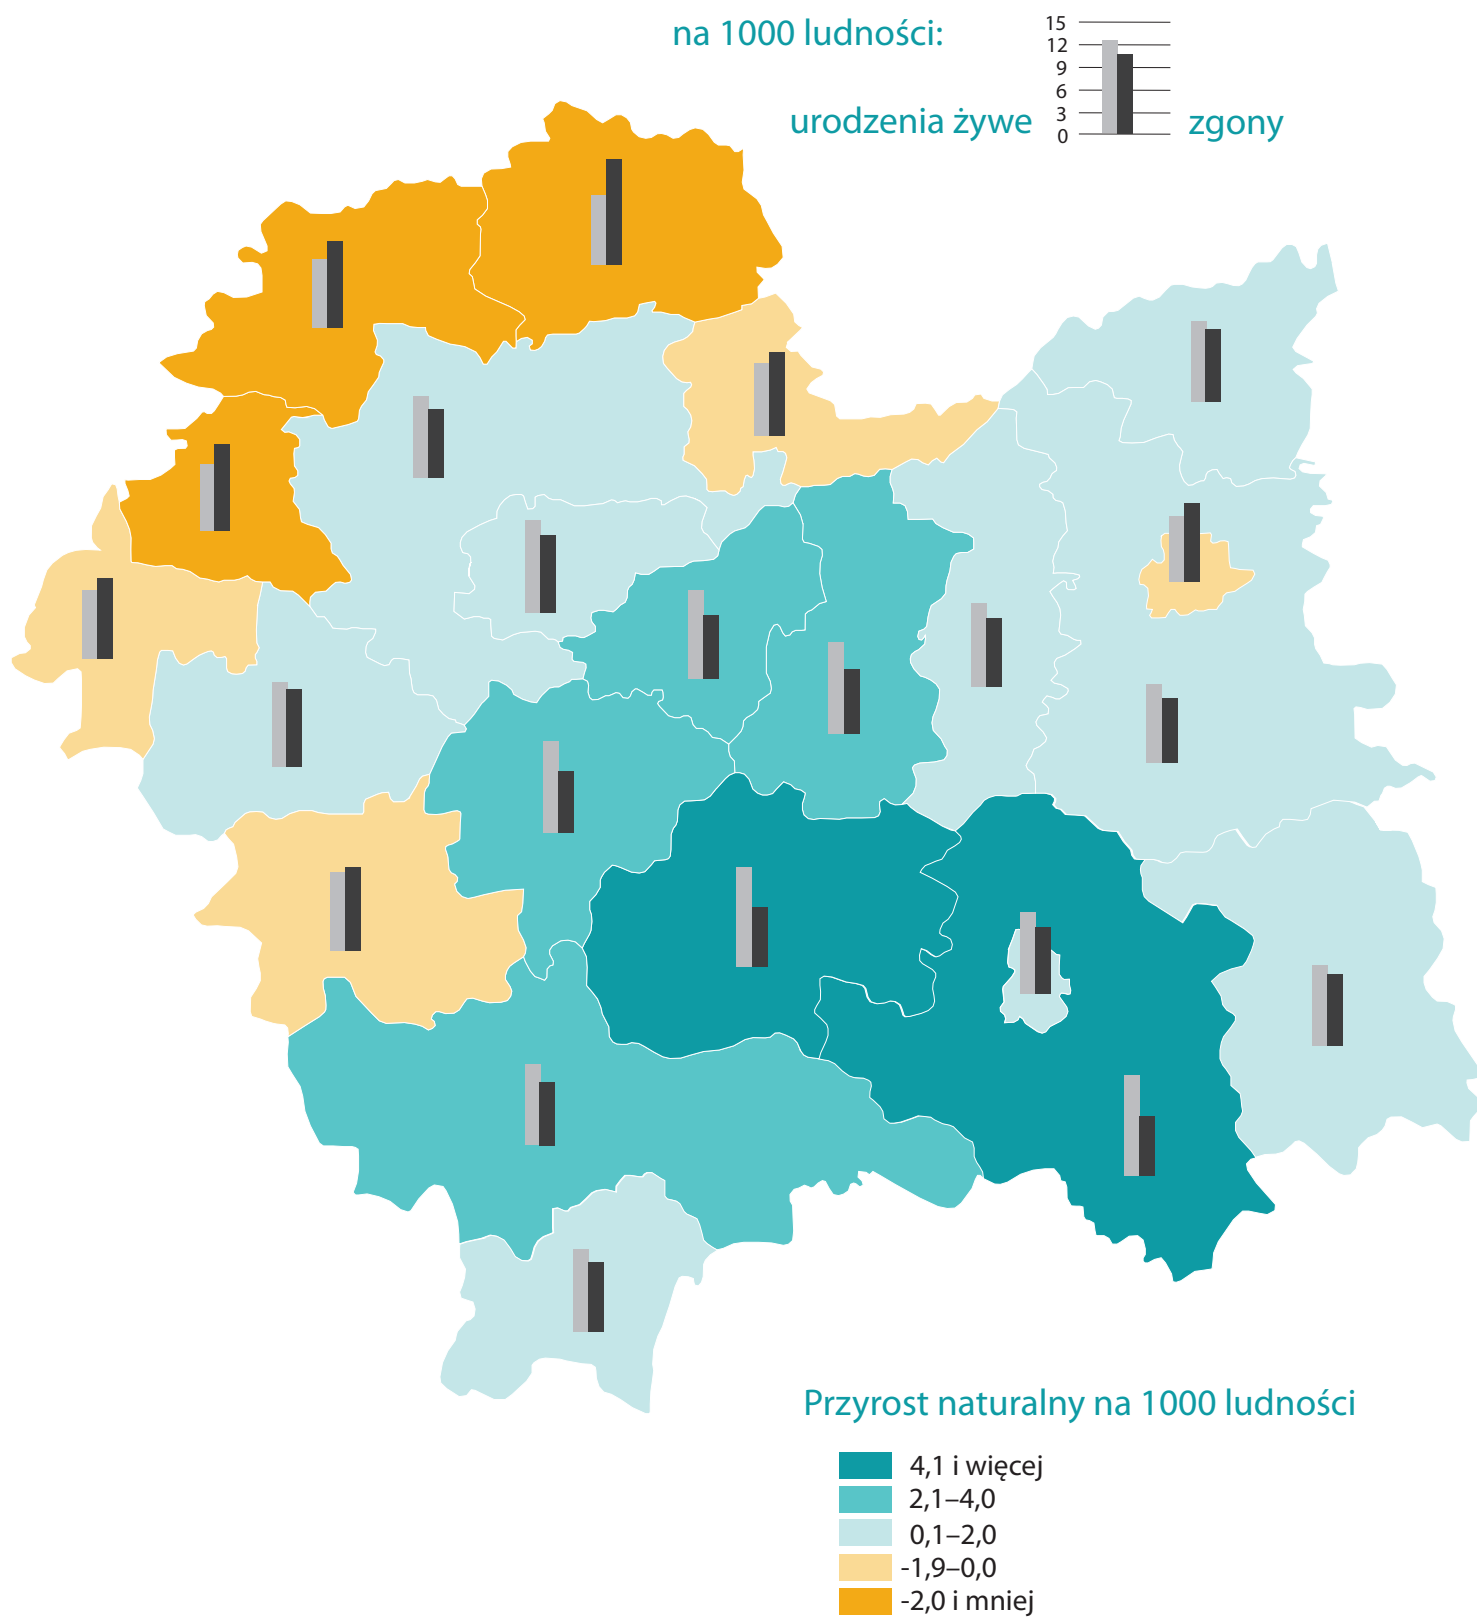 na 1000 ludności:
15
12
9
6
3
0
urodzenia żywe
zgony
Przyrost naturalny na 1000 ludności
4,1 i więcej
2,1–4,0
0,1–2,0
-1,9–0,0
-2,0 i mniej